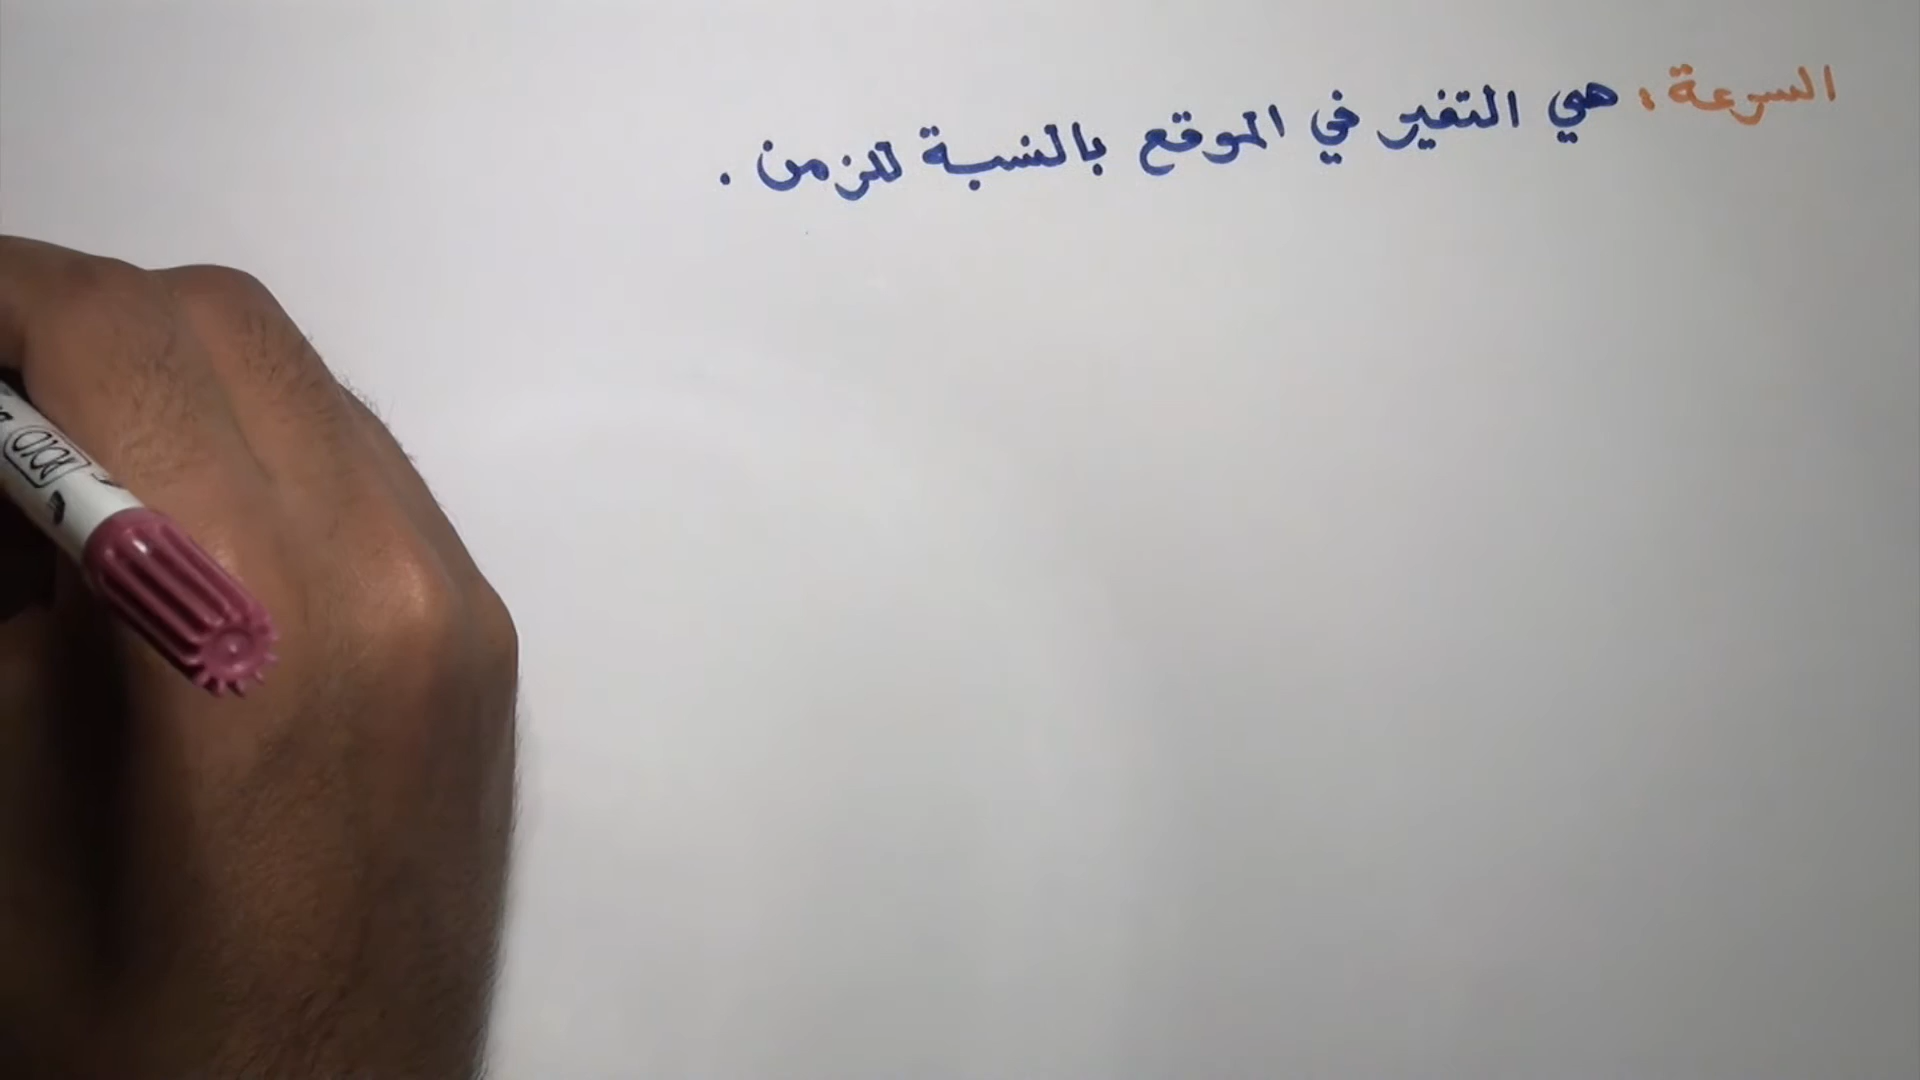 السرعة: هي التغير في الموقع بالنسبة للزمن .